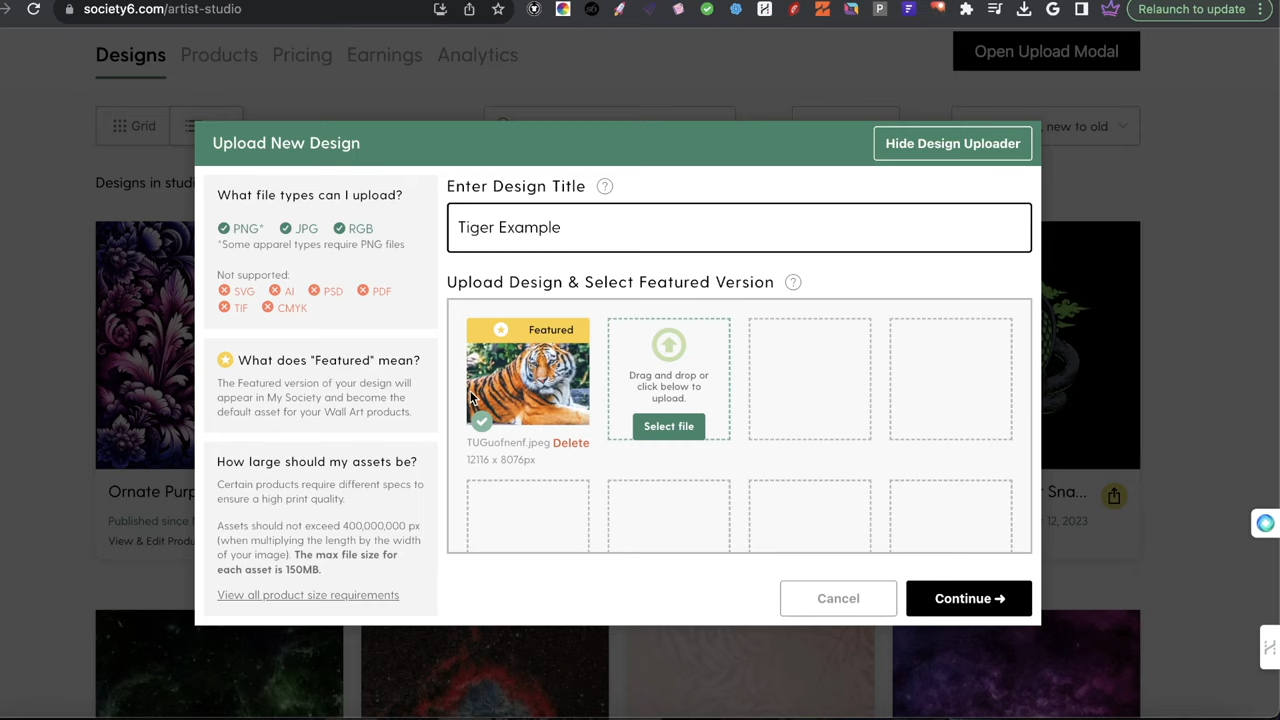 society6.com/artist-studio
Relaunch to update
Designs Products Pricing Earnings Analytics
Open Upload Modal
Grid
new to old
Designs in studi
Upload New Design
Hide Design Uploader
What file types can I upload?
PNG* JPG RGB
*Some apparel types require PNG files
Not supported:
SVG AI PSD PDF
TIF CMYK
What does "Featured" mean?
The Featured version of your design will
appear in My Society and become the
default asset for your Wall Art products.
How large should my assets be?
Certain products require different specs to
ensure a high print quality.
Assets should not exceed 400,000,000 px
(when multiplying the length by the width
of your image). The max file size for
each asset is 150MB.
View all product size requirements
Enter Design Title ?
Tiger Example
Upload Design & Select Featured Version ?
Featured
TUGuofnenf.jpeg Delete
12116 x 8076px
Drag and drop or
click below to
upload.
Select file
Cancel
Continue →
Ornate Purp
Published since
View & Edit Produ
Sna...
12, 2023